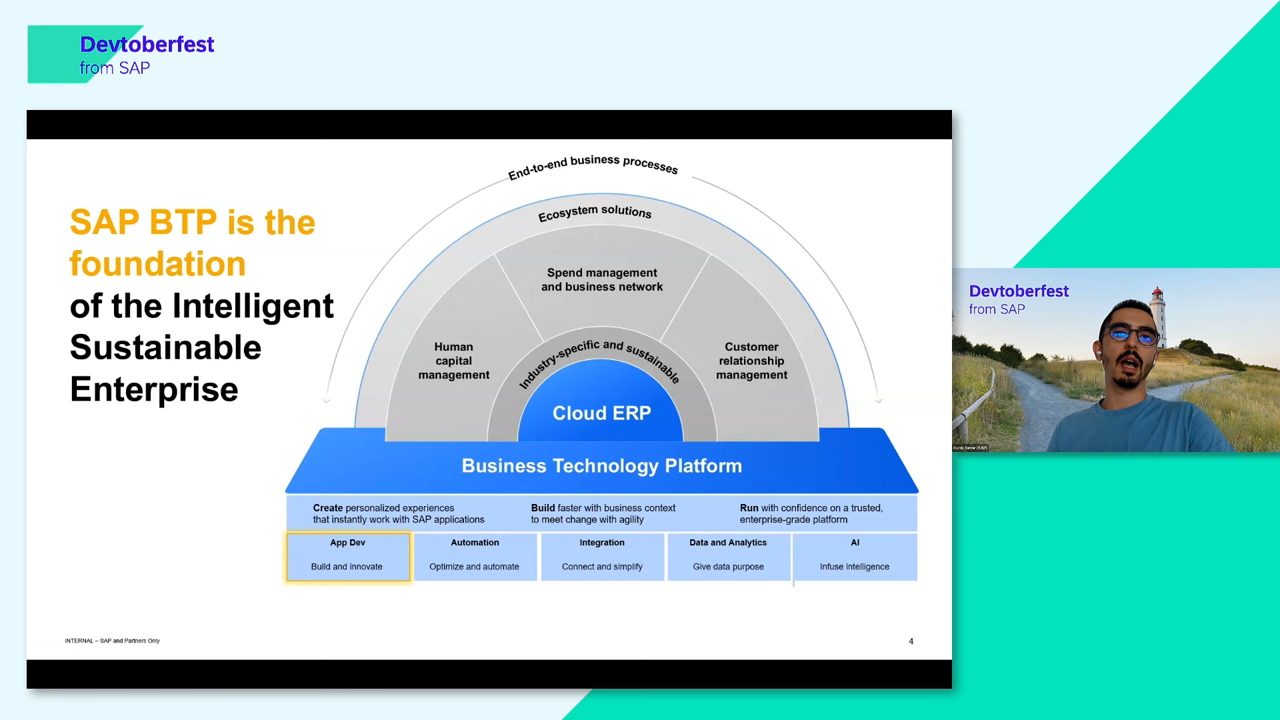 Devtoberfest
from SAP
SAP BTP is the
foundation
of the Intelligent
Sustainable
Enterprise
End-to-end business processes
Ecosystem solutions
Spend management
and business network
Human
capital
management
Customer
relationship
management
Industry-specific and sustainable
Cloud ERP
Business Technology Platform
Create personalized experiences
that instantly work with SAP applications
Build faster with business context
to meet change with agility
Run with confidence on a trusted,
enterprise-grade platform
App Dev
Build and innovate
Automation
Optimize and automate
Integration
Connect and simplify
Data and Analytics
Give data purpose
AI
Infuse intelligence
INTERNAL – SAP and Partners Only
4
Devtoberfest
from SAP